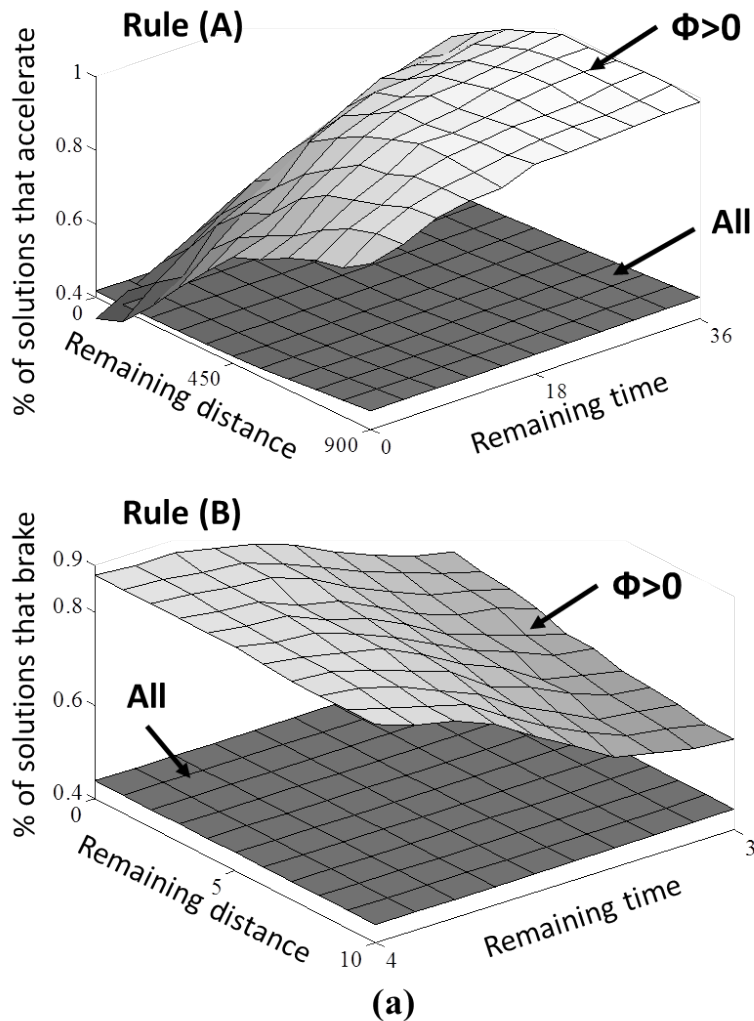 Rule (A)
Φ>0
All
% of solutions that accelerate
1
0.8
0.6
0.4
0
450
900
Remaining distance
0
18
36
Remaining time
Rule (B)
Φ>0
All
% of solutions that brake
0.9
0.8
0.6
0.4
0
5
10
Remaining distance
4
3
Remaining time
(a)